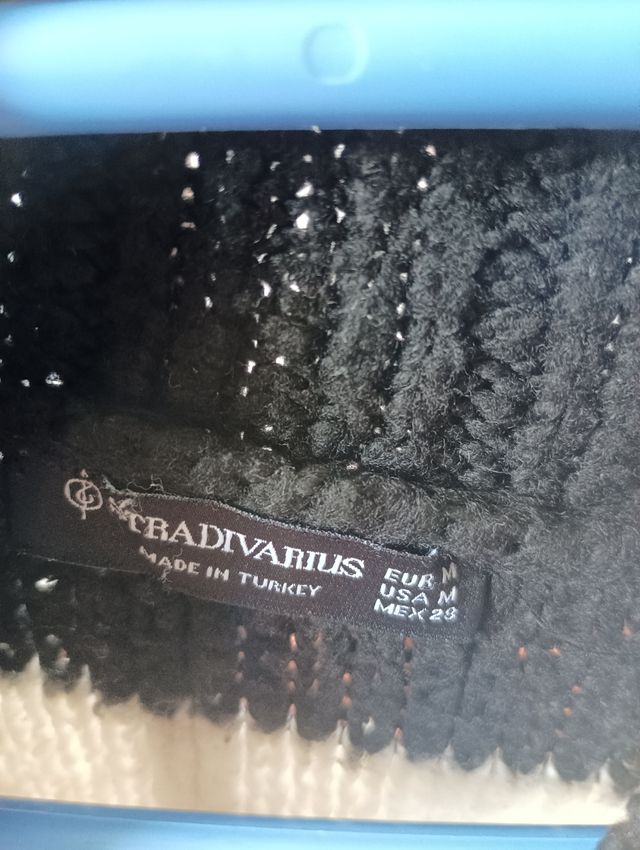 STRADIVARIUS
MADE IN TURKEY
EUR M
USA M
MEX 28